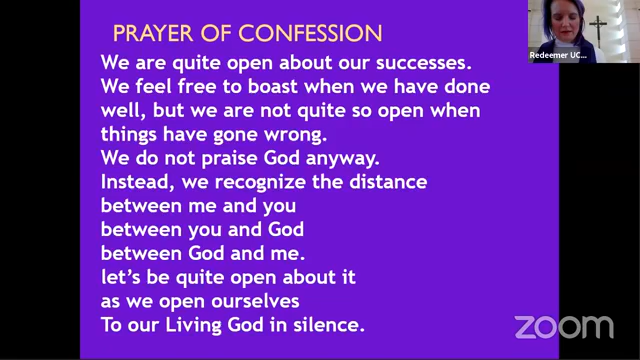 PRAYER OF CONFESSION
We are quite open about our successes.
We feel free to boast when we have done
well, but we are not quite so open when
things have gone wrong.
We do not praise God anyway.
Instead, we recognize the distance
between me and you
between you and God
between God and me.
let's be quite open about it
as we open ourselves
To our Living God in silence.
Redeemer UC...
zoom